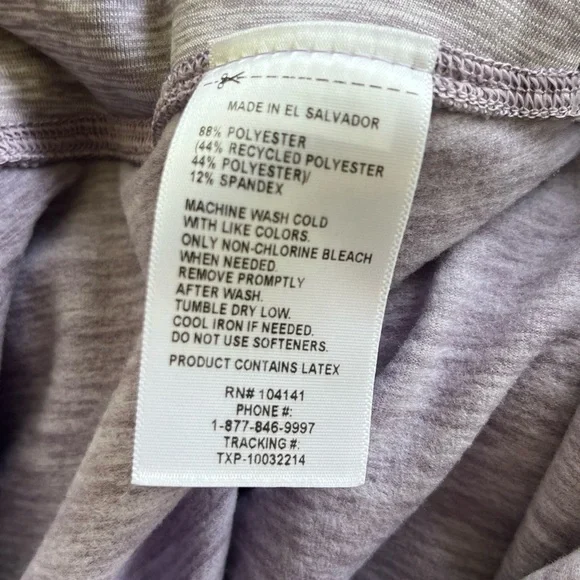 MADE IN EL SALVADOR
88% POLYESTER
(44% RECYCLED POLYESTER
44% POLYESTER)/
12% SPANDEX
MACHINE WASH COLD
WITH LIKE COLORS.
ONLY NON-CHLORINE BLEACH
WHEN NEEDED.
REMOVE PROMPTLY
AFTER WASH.
TUMBLE DRY LOW.
COOL IRON IF NEEDED.
DO NOT USE SOFTENERS.
PRODUCT CONTAINS LATEX
RN# 104141
PHONE #:
1-877-846-9997
TRACKING #:
TXP-10032214